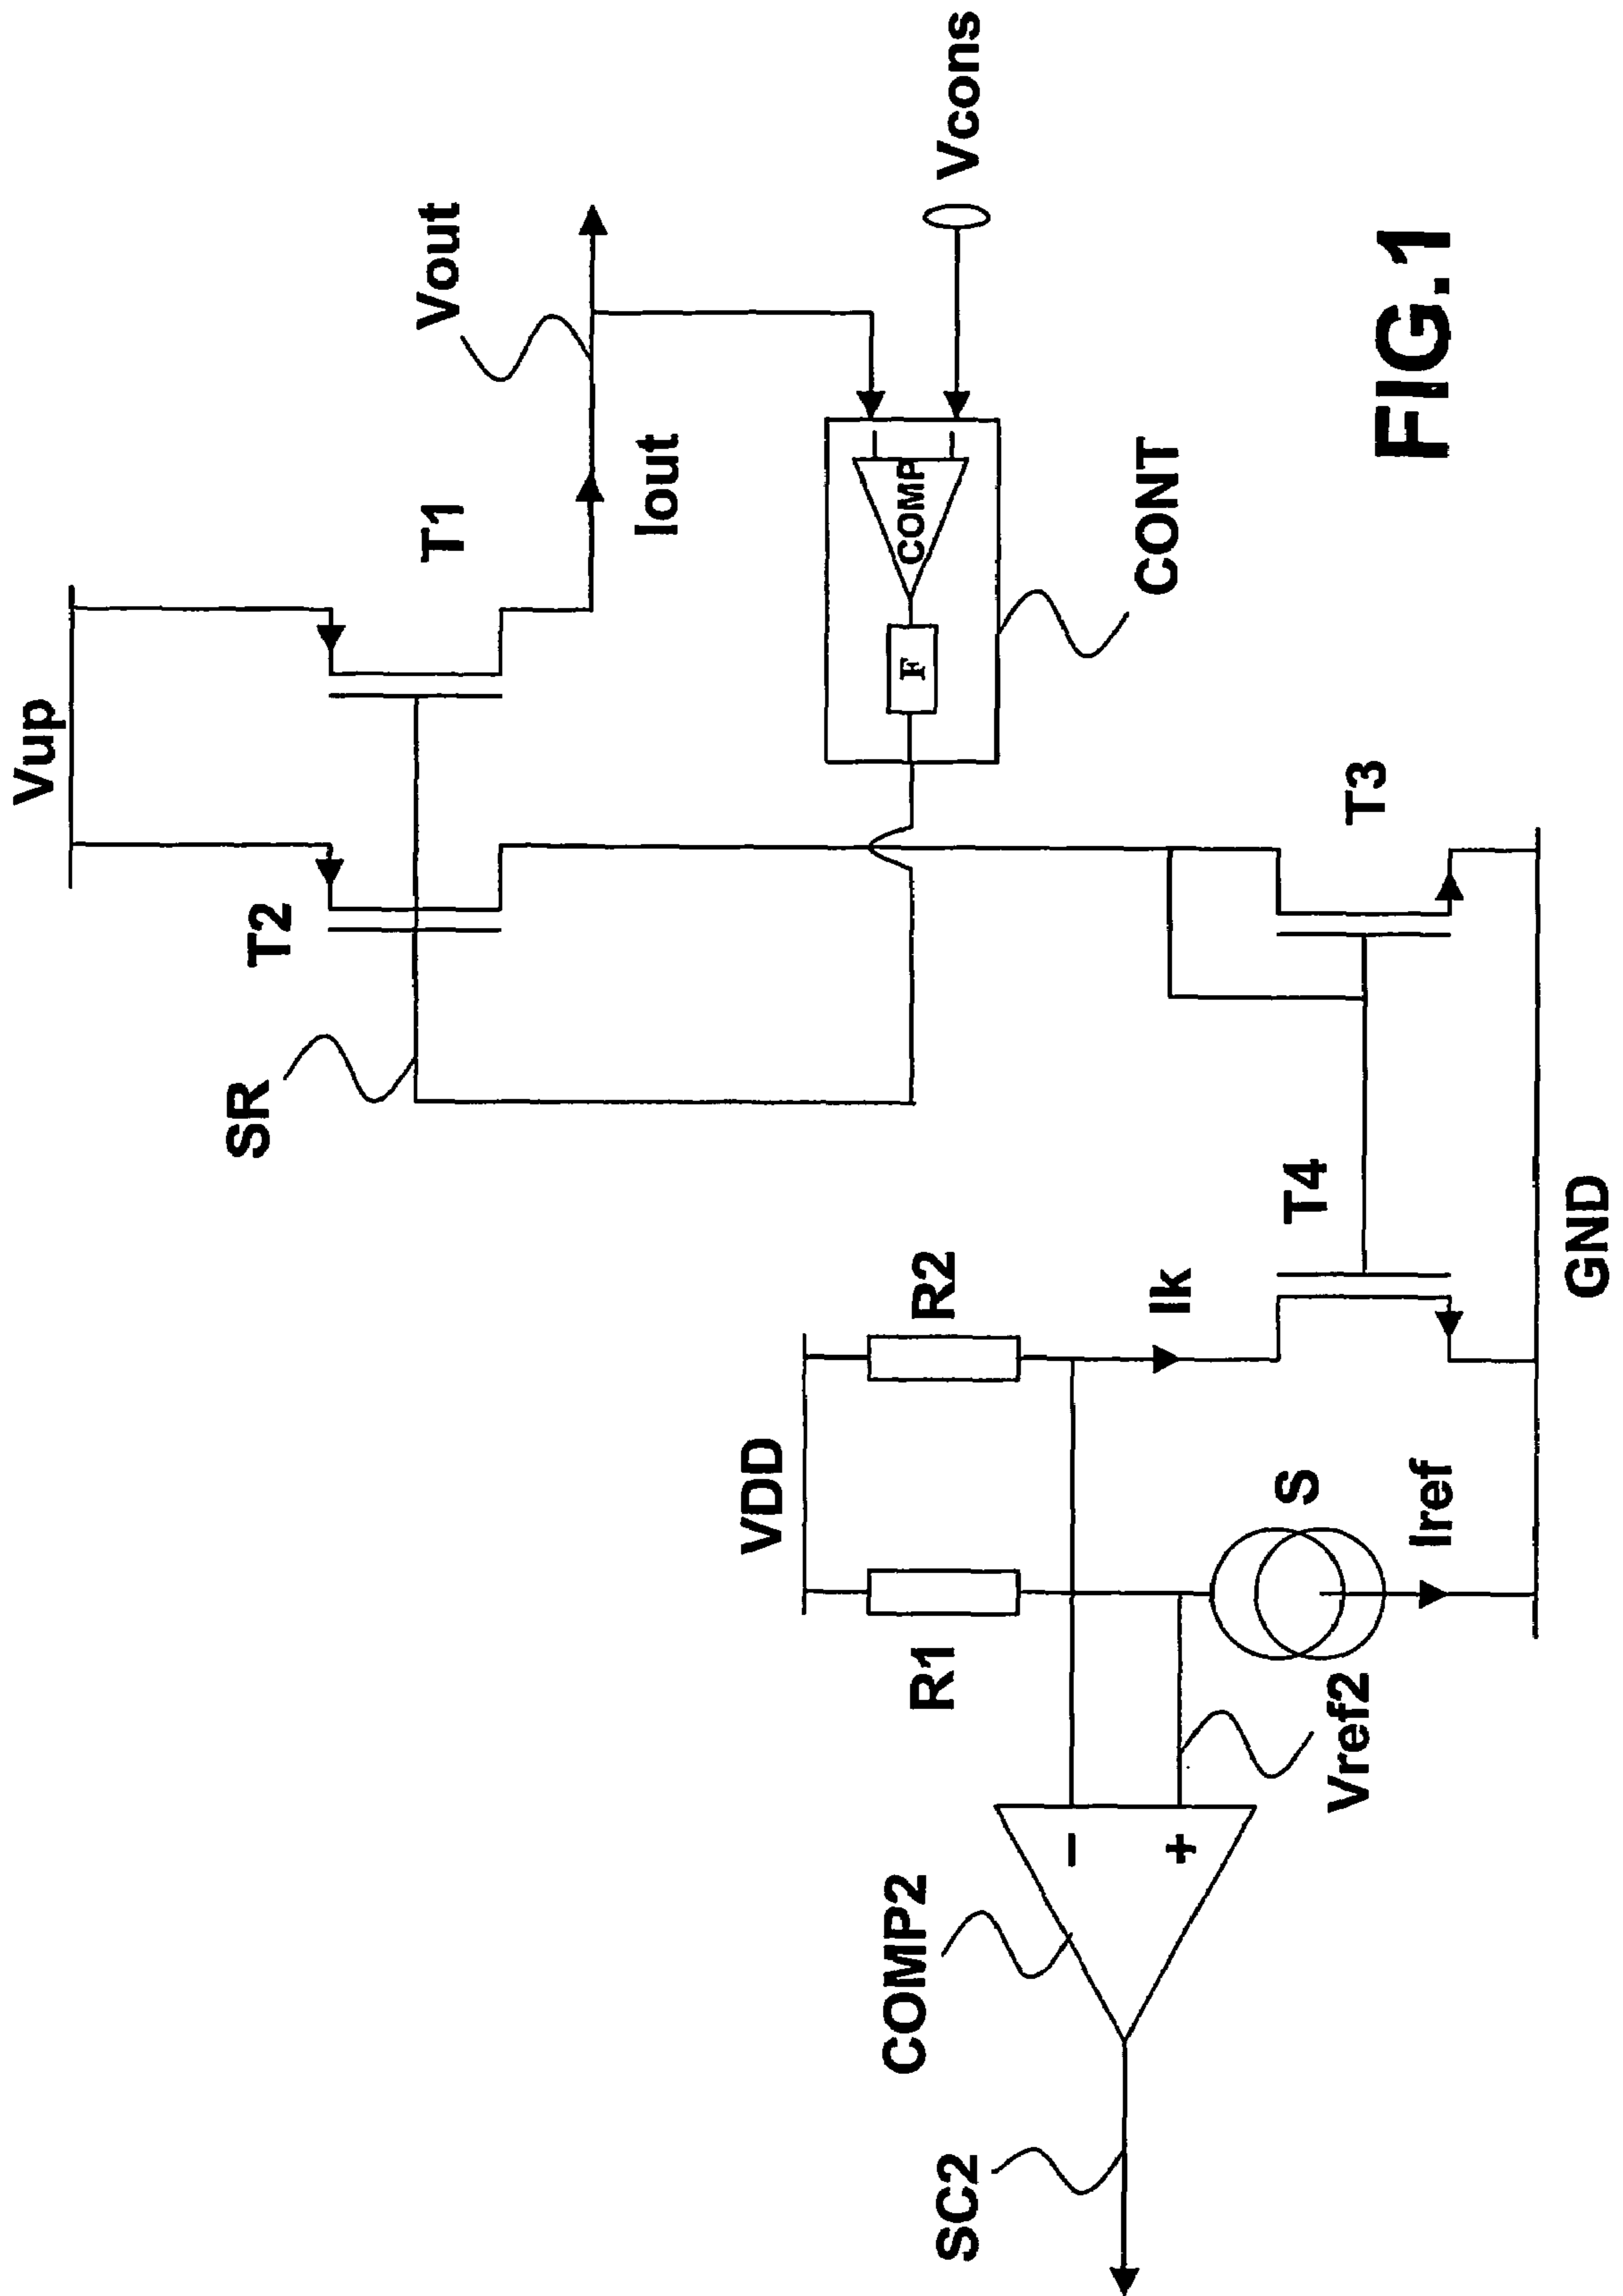 Vup
T2
T1
SR
Vout
Iout
VDD
COMP
F
Vcons
R1
R2
CONT
COMP2
SC2
−
+
Ik
Vref2
S
Iref
T4
T3
GND
FIG.1